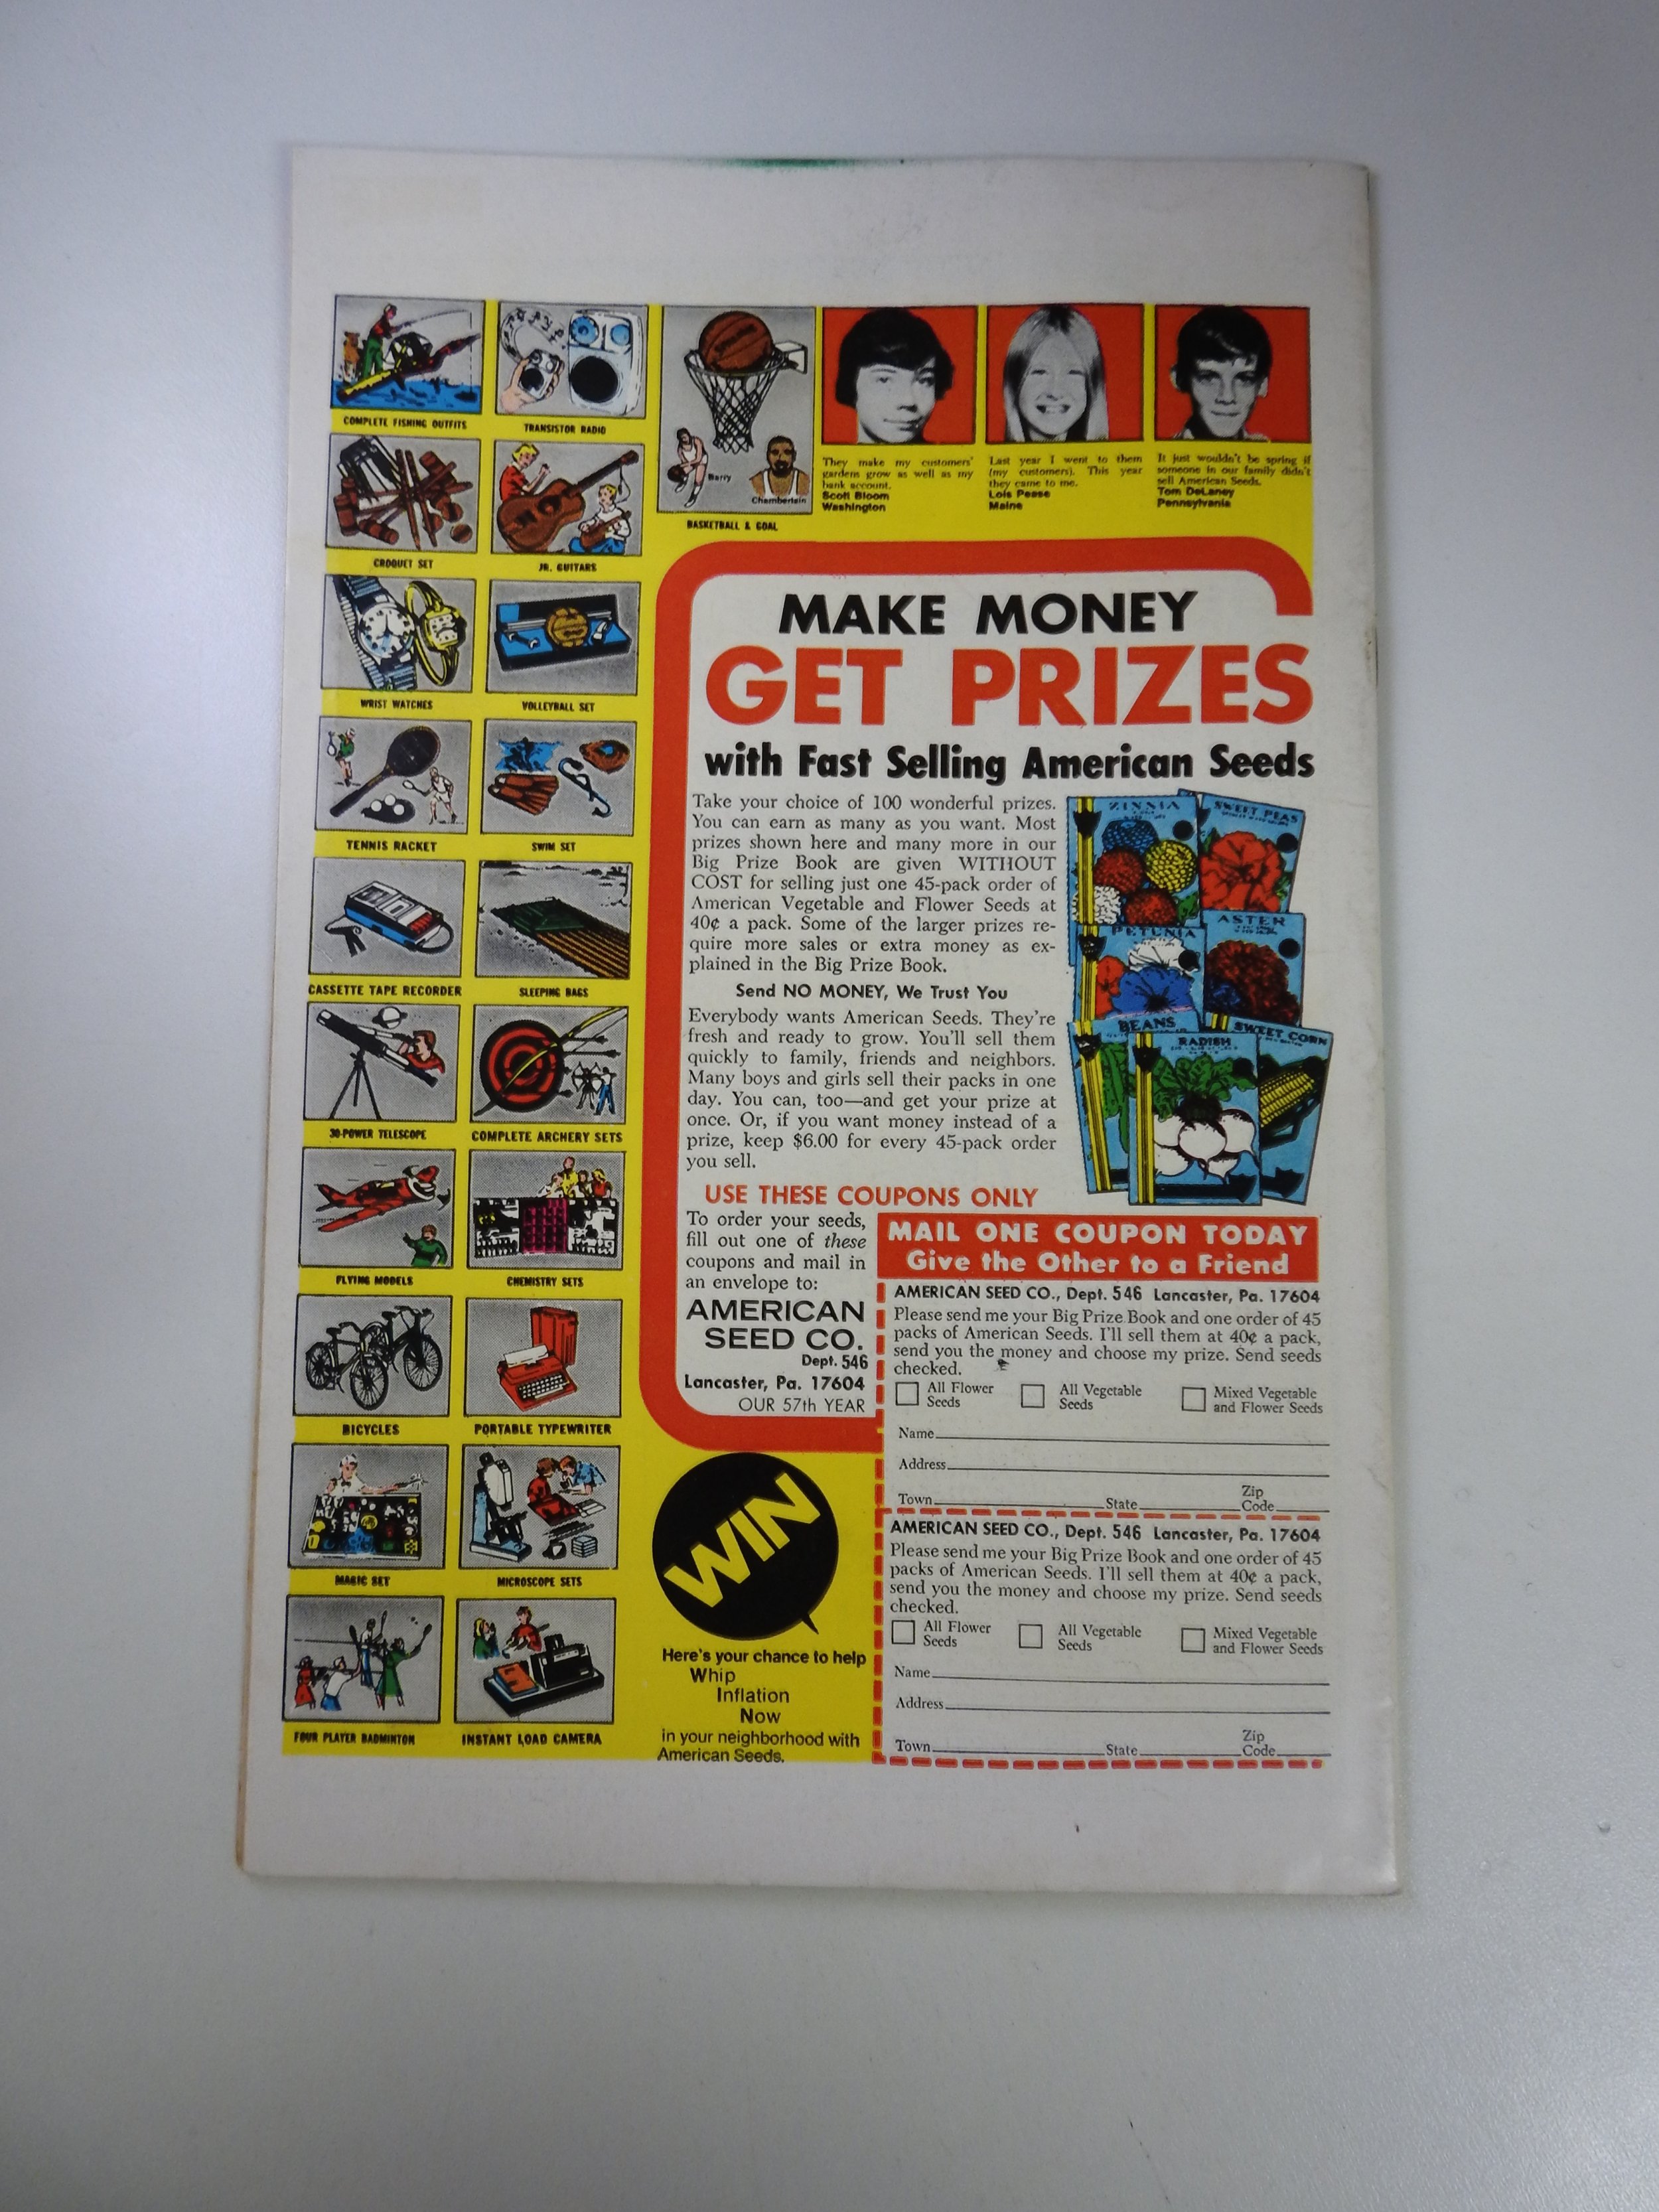 COMPLETE FISHING OUTFITS
TRANSISTOR RADIO
CROQUET SET
JR. GUITARS
WRIST WATCHES
VOLLEYBALL SET
TENNIS RACKET
SWIM SET
CASSETTE TAPE RECORDER
SLEEPING BAGS
30-POWER TELESCOPE
COMPLETE ARCHERY SETS
FLYING MODELS
CHEMISTRY SETS
BICYCLES
PORTABLE TYPEWRITER
MAGIC SET
MICROSCOPE SETS
FOUR PLAYER BADMINTON
INSTANT LOAD CAMERA
Barry
Chamberlain
BASKETBALL & GOAL
They make my customers'
gardens grow as well as my
bank account.
Scott Bloom
Washington
Last year I went to them
(my customers). This year
they came to me.
Lois Pease
Maine
It just wouldn't be spring if
someone in our family didn't
sell American Seeds.
Tom DeLaney
Pennsylvania
MAKE MONEY
GET PRIZES
with Fast Selling American Seeds
Take your choice of 100 wonderful prizes.
You can earn as many as you want. Most
prizes shown here and many more in our
Big Prize Book are given WITHOUT
COST for selling just one 45-pack order of
American Vegetable and Flower Seeds at
40¢ a pack. Some of the larger prizes re-
quire more sales or extra money as ex-
plained in the Big Prize Book.
Send NO MONEY, We Trust You
Everybody wants American Seeds. They're
fresh and ready to grow. You'll sell them
quickly to family, friends and neighbors.
Many boys and girls sell their packs in one
day. You can, too—and get your prize at
once. Or, if you want money instead of a
prize, keep $6.00 for every 45-pack order
you sell.
ZINNIA
SWEET PEAS
PETUNIA
ASTER
BEANS
RADISH
SWEET CORN
USE THESE COUPONS ONLY
To order your seeds,
fill out one of these
coupons and mail in
an envelope to:
AMERICAN
SEED CO.
Dept. 546
Lancaster, Pa. 17604
OUR 57th YEAR
MAIL ONE COUPON TODAY
Give the Other to a Friend
AMERICAN SEED CO., Dept. 546 Lancaster, Pa. 17604
Please send me your Big Prize Book and one order of 45
packs of American Seeds. I'll sell them at 40¢ a pack,
send you the money and choose my prize. Send seeds
checked.
All Flower Seeds
All Vegetable Seeds
Mixed Vegetable and Flower Seeds
Name
Address
Town State Zip Code
AMERICAN SEED CO., Dept. 546 Lancaster, Pa. 17604
Please send me your Big Prize Book and one order of 45
packs of American Seeds. I'll sell them at 40¢ a pack,
send you the money and choose my prize. Send seeds
checked.
All Flower Seeds
All Vegetable Seeds
Mixed Vegetable and Flower Seeds
Name
Address
Town State Zip Code
WIN
Here's your chance to help
Whip
Inflation
Now
in your neighborhood with
American Seeds.